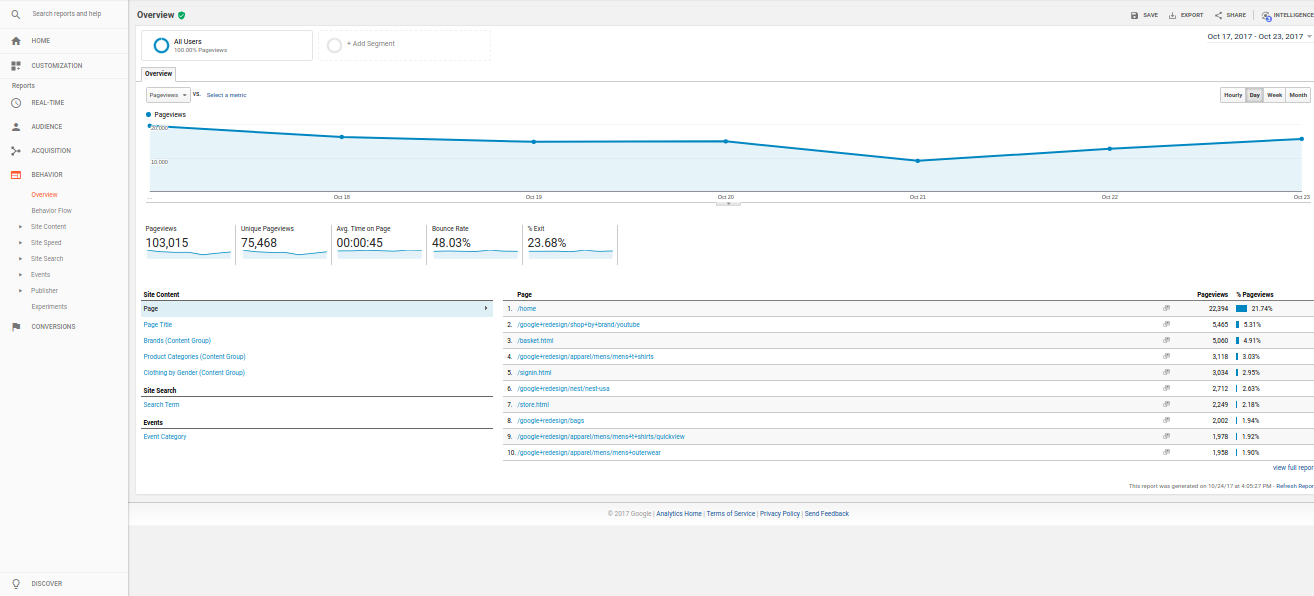 Search reports and help
HOME
CUSTOMIZATION
Reports
REAL-TIME
AUDIENCE
ACQUISITION
BEHAVIOR
Overview
Behavior Flow
Site Content
Site Speed
Site Search
Events
Publisher
Experiments
CONVERSIONS
DISCOVER
Overview
SAVE
EXPORT
SHARE
INTELLIGENCE
All Users
100.00% Pageviews
+ Add Segment
Oct 17, 2017 - Oct 23, 2017
Overview
Pageviews
VS.
Select a metric
Hourly
Day
Week
Month
Pageviews
20,000
10,000
...
Oct 18
Oct 19
Oct 20
Oct 21
Oct 22
Oct 23
Pageviews
103,015
Unique Pageviews
75,468
Avg. Time on Page
00:00:45
Bounce Rate
48.03%
% Exit
23.68%
Site Content
Page
Page Title
Brands (Content Group)
Product Categories (Content Group)
Clothing by Gender (Content Group)
Site Search
Search Term
Events
Event Category
Page Pageviews % Pageviews
1. /home 22,394 21.74%
2. /google+redesign/shop+by+brand/youtube 5,465 5.31%
3. /basket.html 5,060 4.91%
4. /google+redesign/apparel/mens/mens+t+shirts 3,118 3.03%
5. /signin.html 3,034 2.95%
6. /google+redesign/nest/nest-usa 2,712 2.63%
7. /store.html 2,249 2.18%
8. /google+redesign/bags 2,002 1.94%
9. /google+redesign/apparel/mens/mens+t+shirts/quickview 1,978 1.92%
10. /google+redesign/apparel/mens/mens+outerwear 1,958 1.90%
view full repor
This report was generated on 10/24/17 at 4:05:27 PM - Refresh Repor
© 2017 Google | Analytics Home | Terms of Service | Privacy Policy | Send Feedback